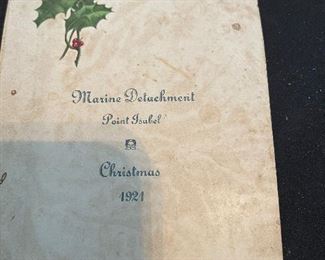 Marine Detachment
Point Isabel
Christmas
1921